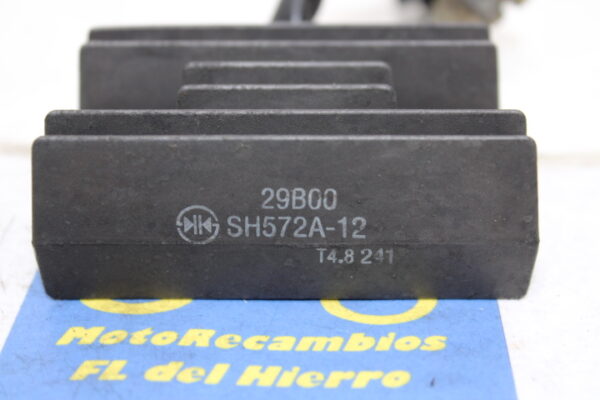 29B00
SH572A-12
T4.8 241
MotoRecambios
FL del Hierro